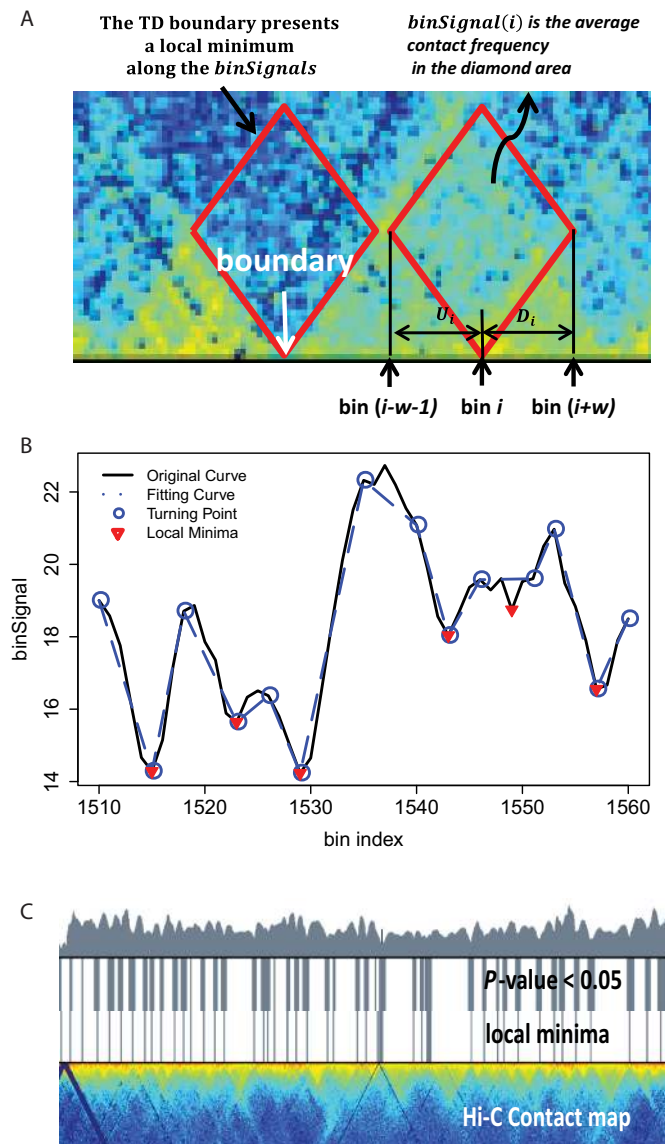 A
The TD boundary presents
a local minimum
along the binSignals
binSignal(i) is the average
contact frequency
in the diamond area
boundary
U_i
D_i
bin (i-w-1)
bin i
bin (i+w)
B
Original Curve
Fitting Curve
Turning Point
Local Minima
binSignal
22
20
18
16
14
1510
1520
1530
1540
1550
1560
bin index
C
P-value < 0.05
local minima
Hi-C Contact map